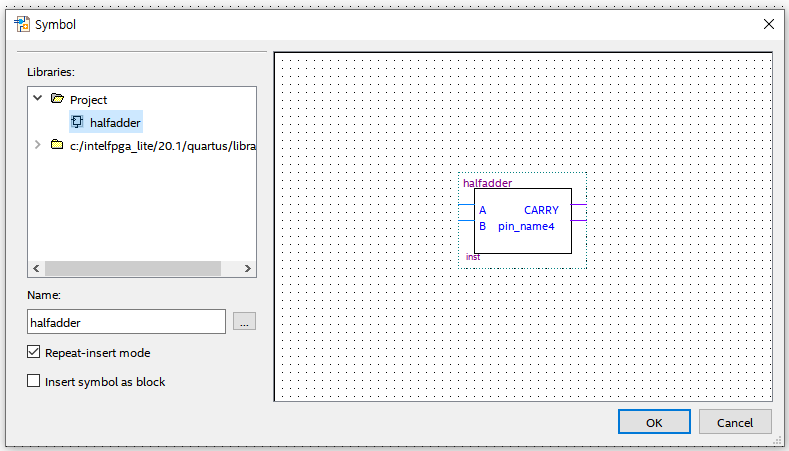 Symbol
Libraries:
Project
halfadder
c:/intelfpga_lite/20.1/quartus/libra
Name:
halfadder
...
Repeat-insert mode
Insert symbol as block
halfadder
A CARRY
B pin_name4
inst
OK Cancel